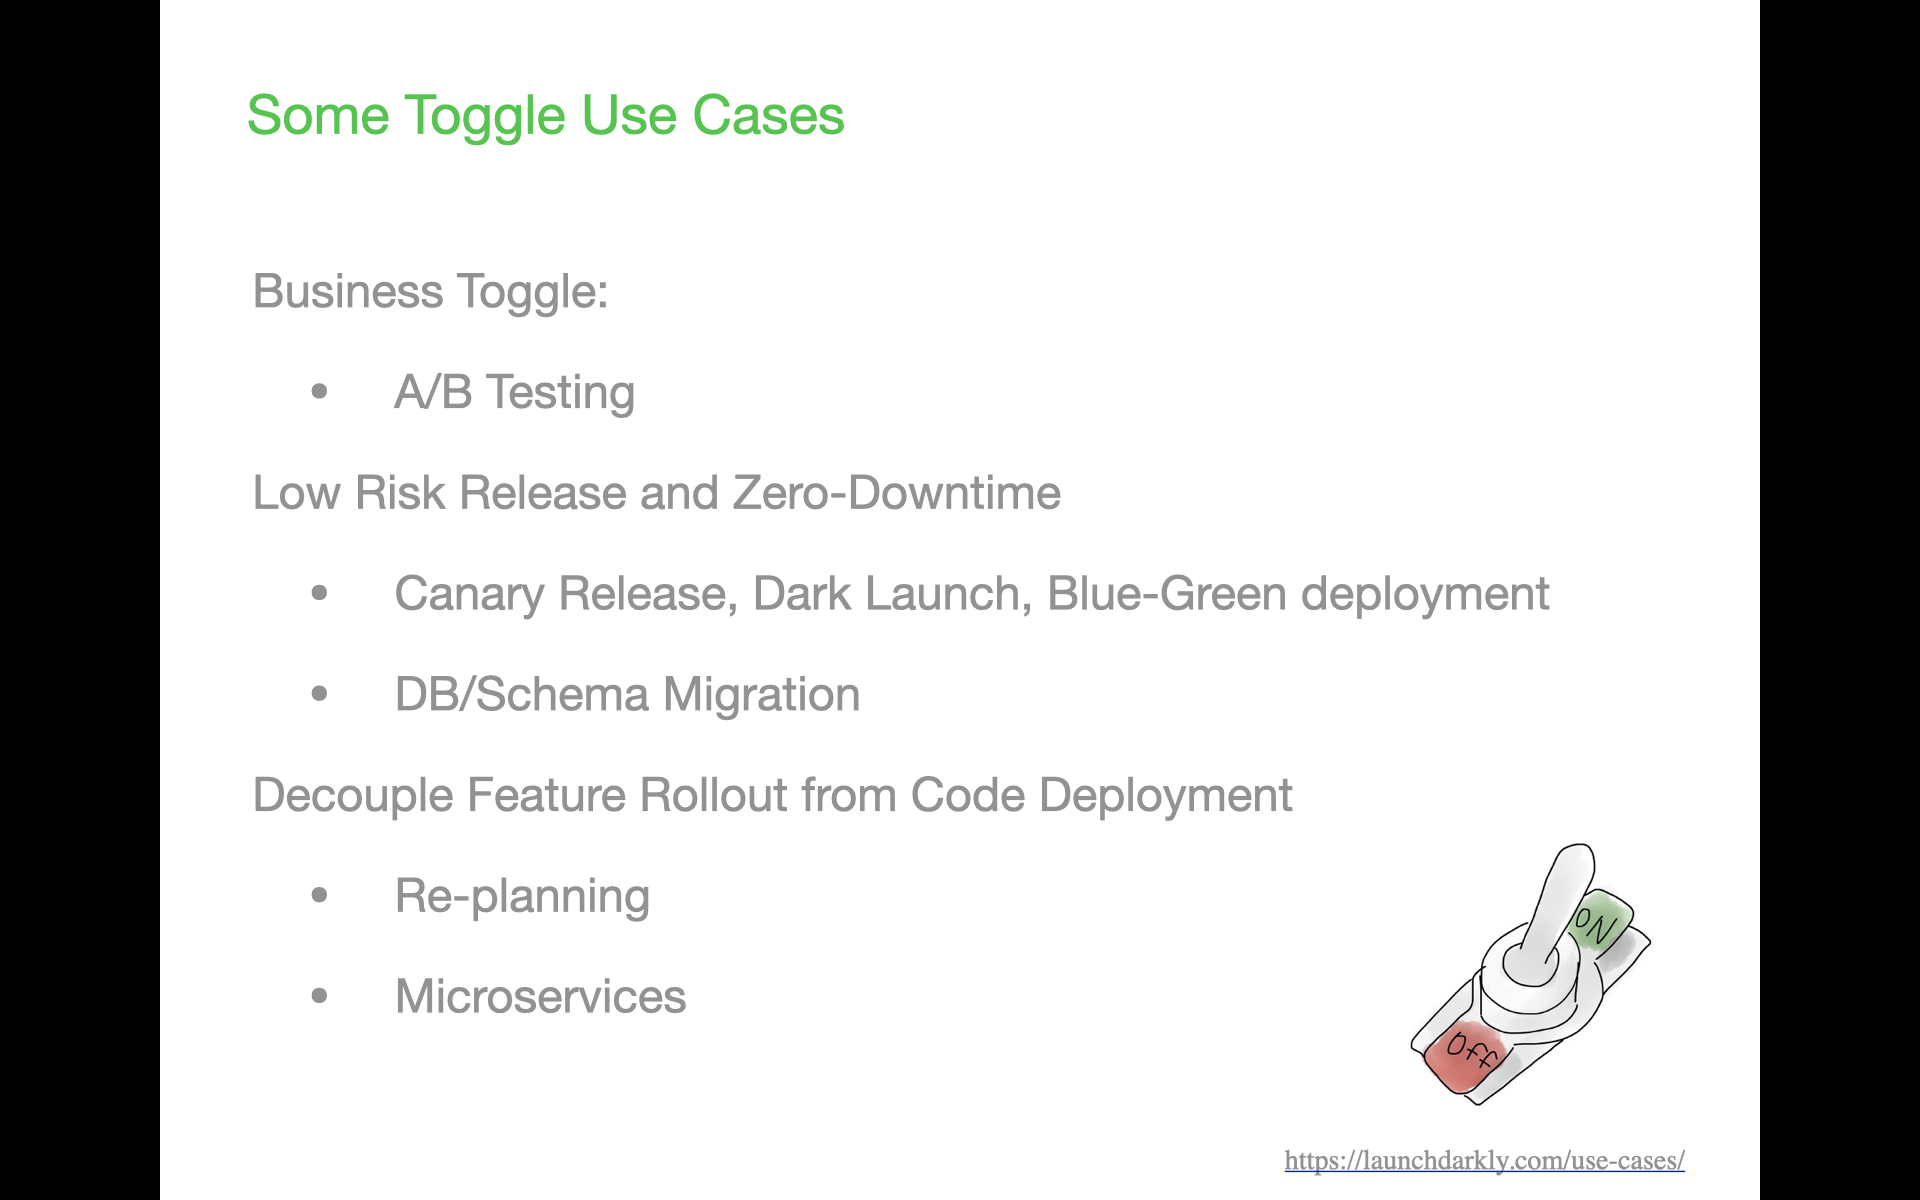 Some Toggle Use Cases
Business Toggle:
• A/B Testing
Low Risk Release and Zero-Downtime
• Canary Release, Dark Launch, Blue-Green deployment
• DB/Schema Migration
Decouple Feature Rollout from Code Deployment
• Re-planning
• Microservices
ON
Off
https://launchdarkly.com/use-cases/